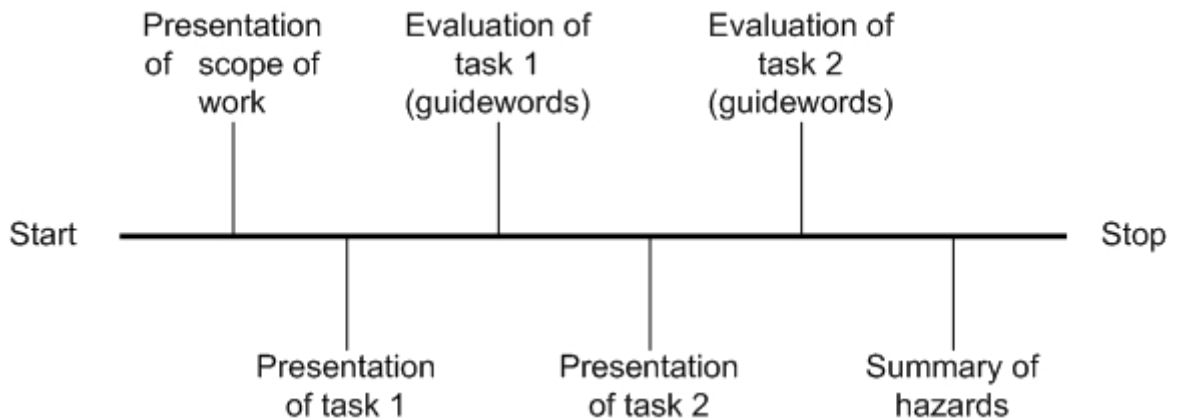 Presentation
of scope of
work
Evaluation of
task 1
(guidewords)
Evaluation of
task 2
(guidewords)
Start
Stop
Presentation
of task 1
Presentation
of task 2
Summary of
hazards